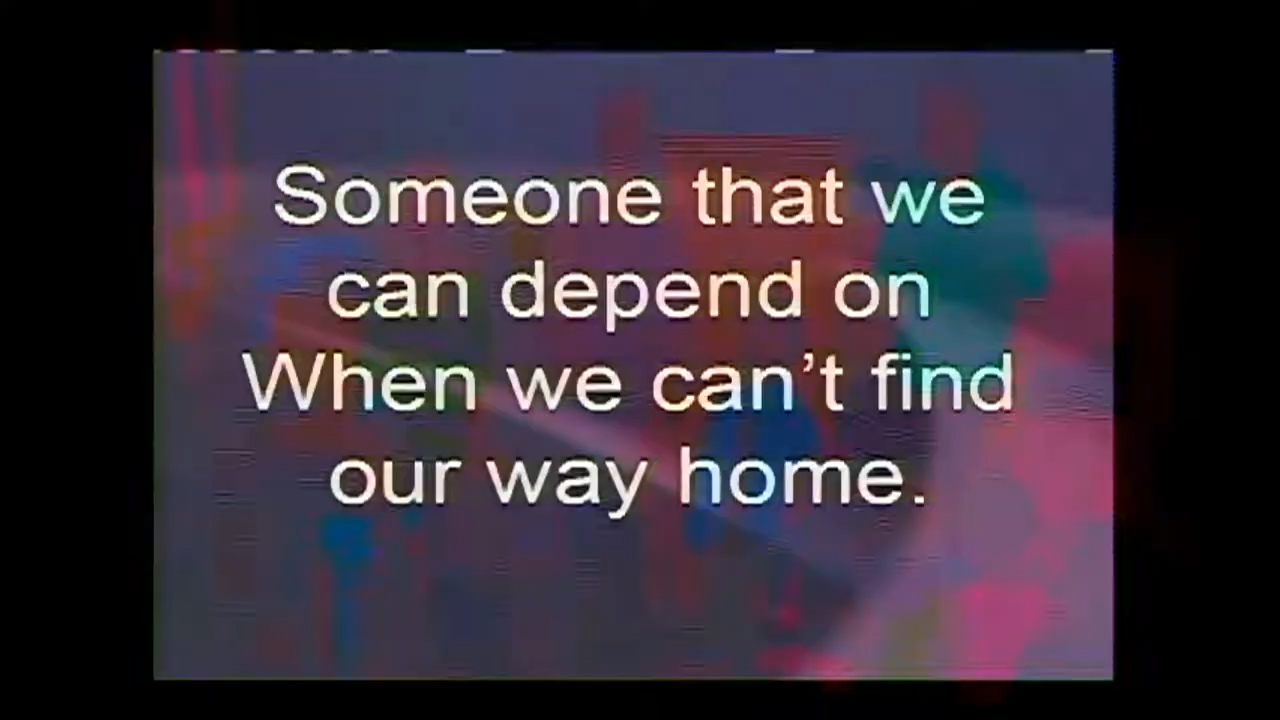 Someone that we
can depend on
When we can’t find
our way home.